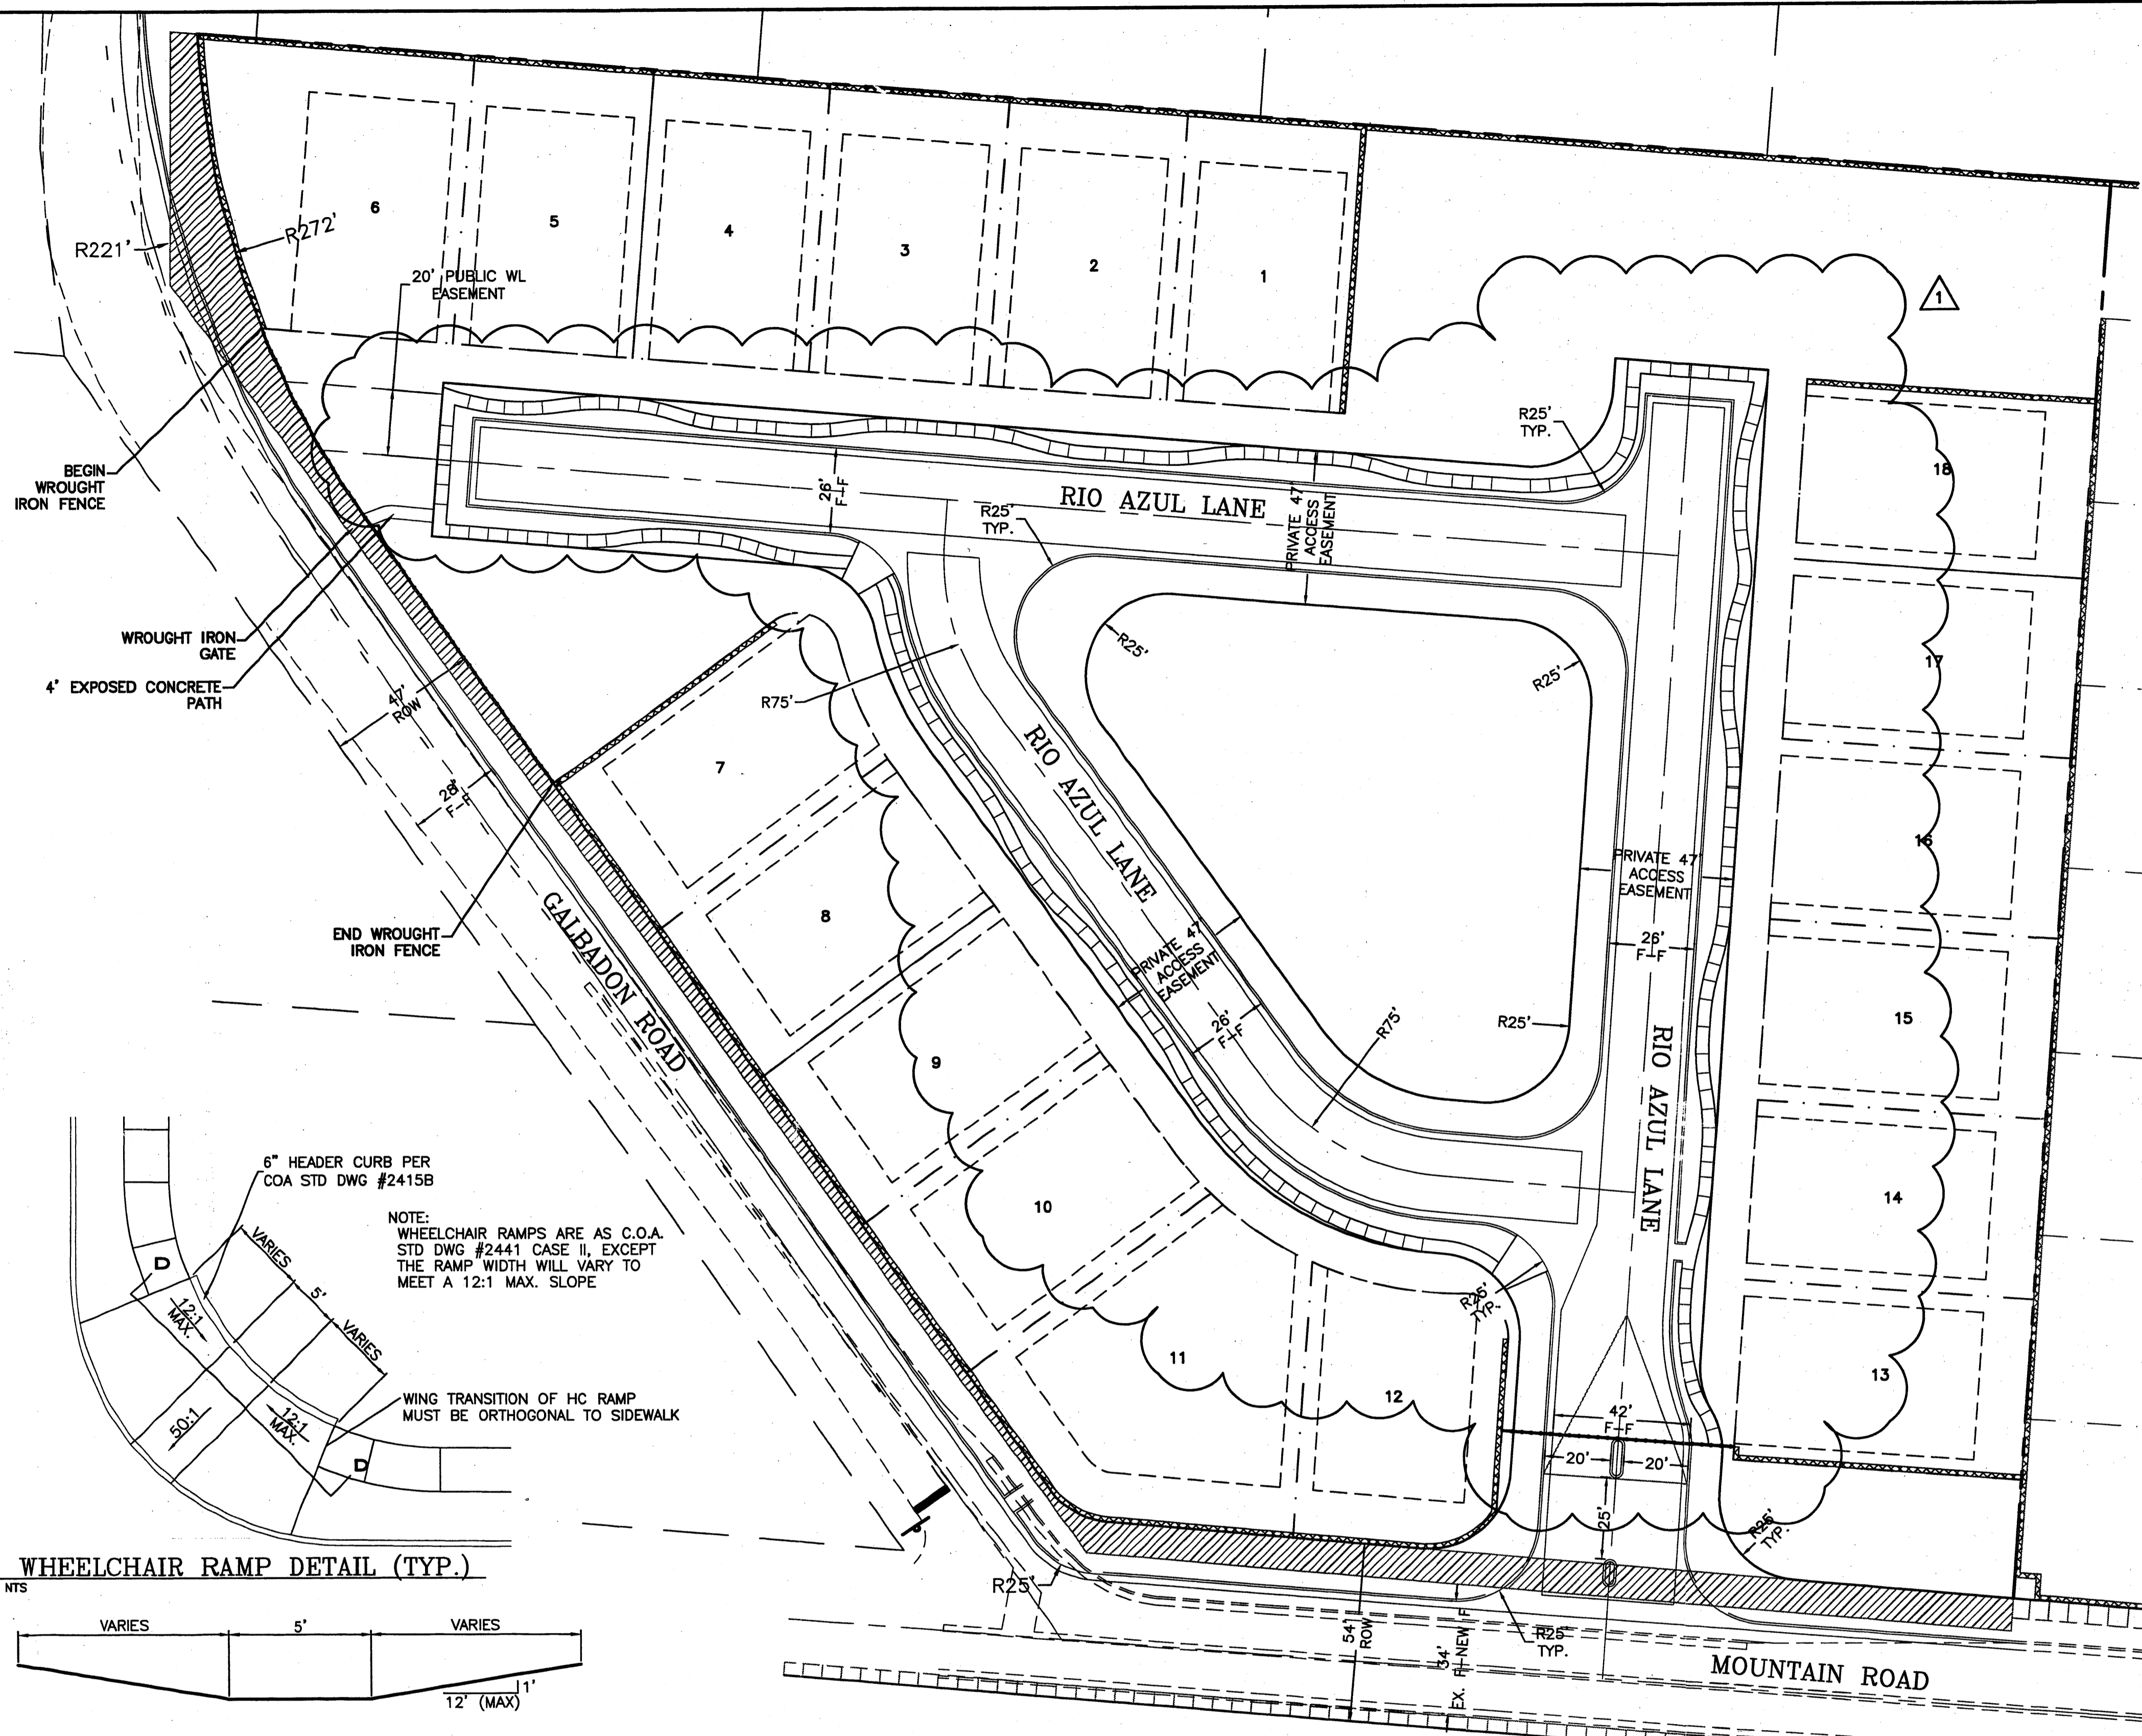 R221'
R272'
6
5
4
3
2
1
1
20' PUBLIC WL
EASEMENT
BEGIN
WROUGHT
IRON FENCE
WROUGHT IRON
GATE
4' EXPOSED CONCRETE
PATH
47'
ROW
28'
F-F
END WROUGHT
IRON FENCE
GALBADON ROAD
26'
F-F
RIO AZUL LANE
R25'
TYP.
PRIVATE 47'
ACCESS
EASEMENT
R25'
TYP.
R25'
R25'
R75'
RIO AZUL LANE
PRIVATE 47'
ACCESS
EASEMENT
26'
F-F
R75'
R25'
PRIVATE 47'
ACCESS
EASEMENT
26'
F-F
RIO AZUL LANE
18
17
16
15
14
13
7
8
9
10
11
12
R25'
TYP.
42'
F-F
20'
20'
25'
R25'
TYP.
R25'
R25'
TYP.
54'
ROW
34'
EX. F-NEW F
MOUNTAIN ROAD
6" HEADER CURB PER
COA STD DWG #2415B
NOTE:
WHEELCHAIR RAMPS ARE AS C.O.A.
STD DWG #2441 CASE II, EXCEPT
THE RAMP WIDTH WILL VARY TO
MEET A 12:1 MAX. SLOPE
VARIES
5'
VARIES
D
12:1
MAX.
50:1
12:1
MAX.
D
WING TRANSITION OF HC RAMP
MUST BE ORTHOGONAL TO SIDEWALK
WHEELCHAIR RAMP DETAIL (TYP.)
NTS
VARIES
5'
VARIES
1'
12' (MAX)